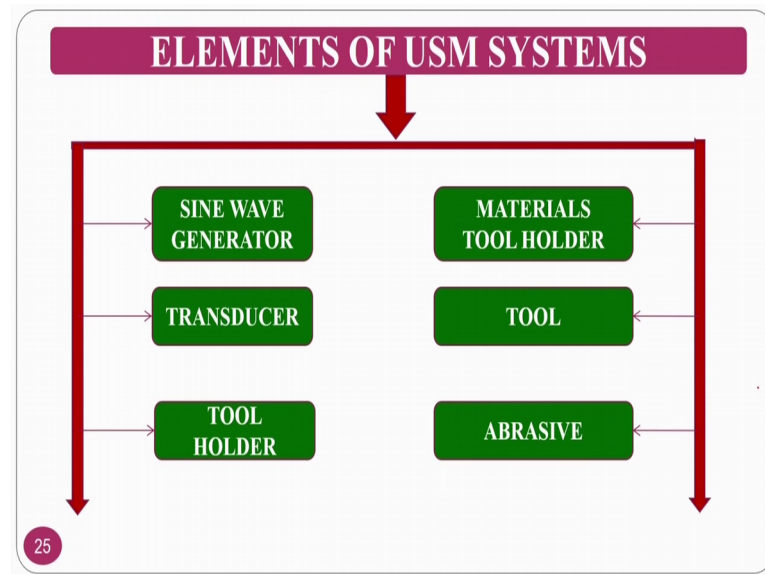 ELEMENTS OF USM SYSTEMS
SINE WAVE
GENERATOR
TRANSDUCER
TOOL
HOLDER
MATERIALS
TOOL HOLDER
TOOL
ABRASIVE
25